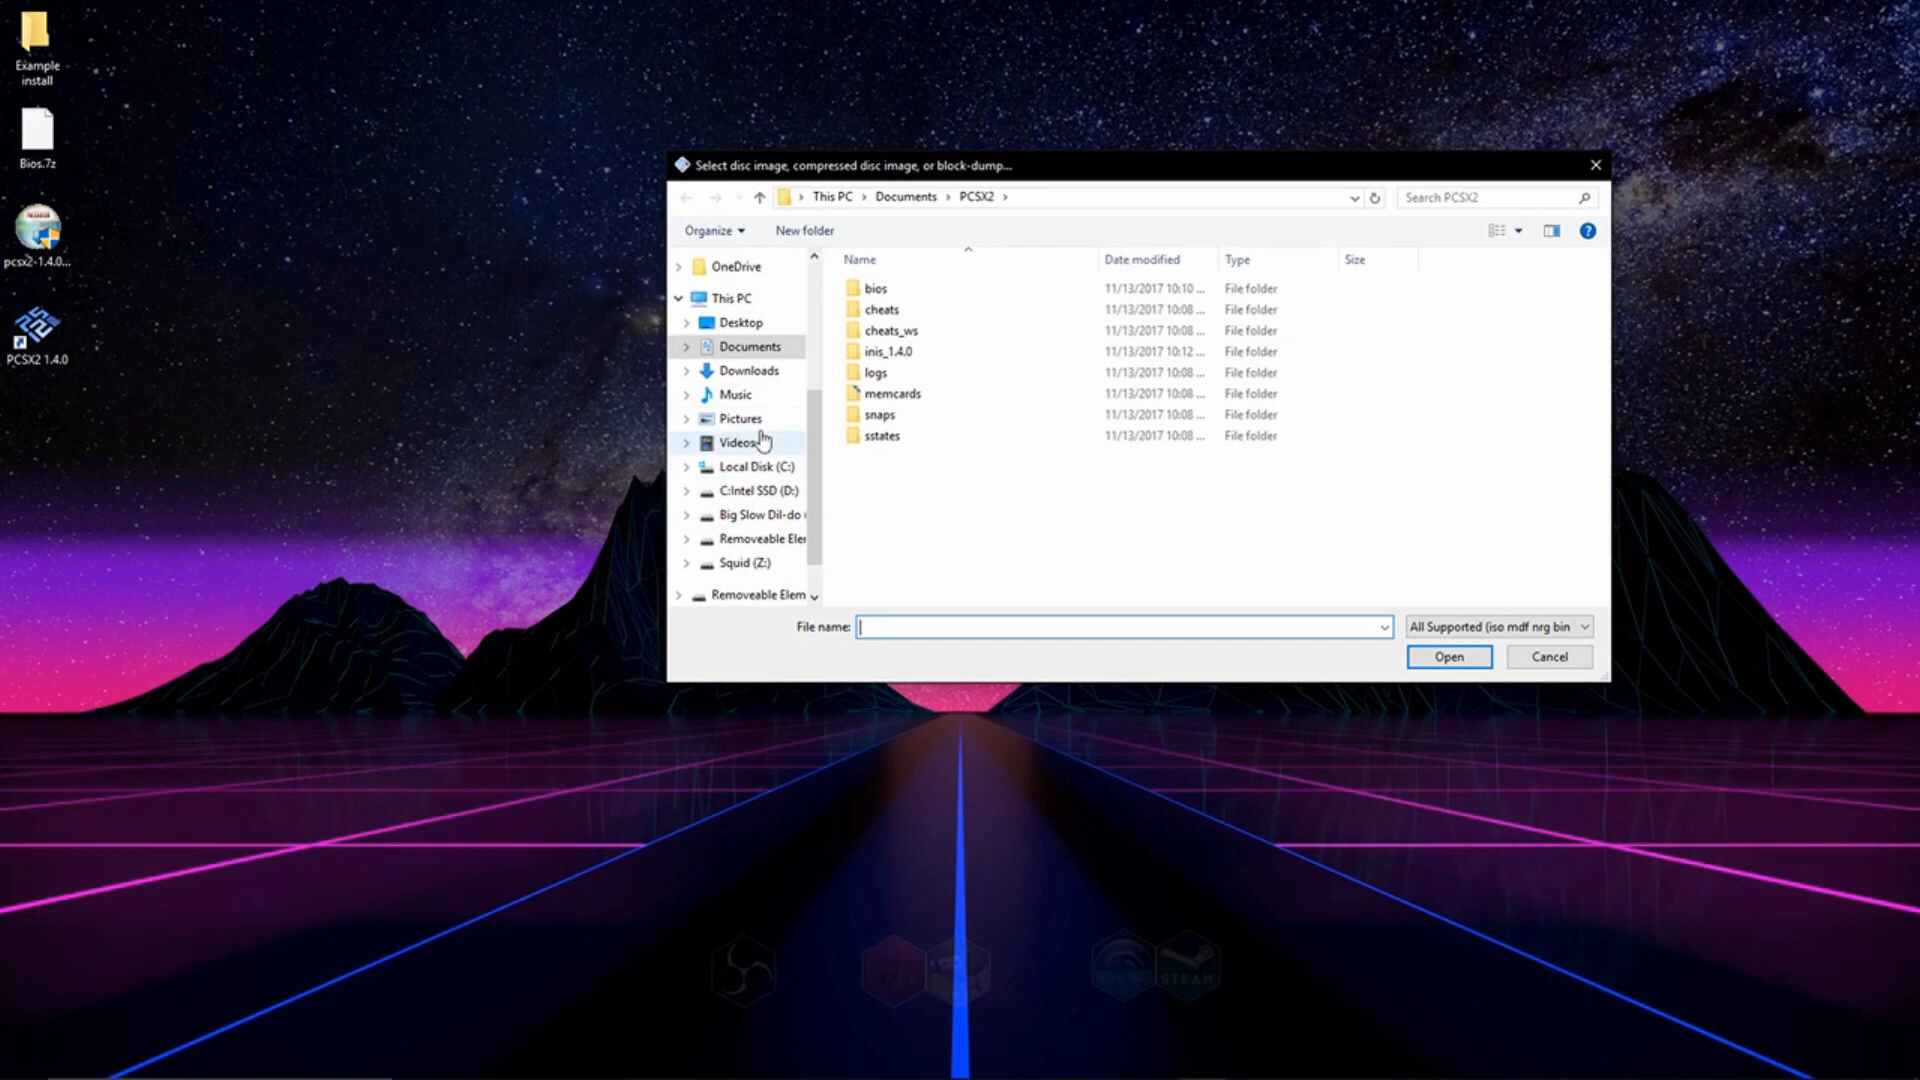 Example
install
Bios.7z
pcsx2-1.4.0...
PCSX2 1.4.0
Select disc image, compressed disc image, or block-dump...
This PC > Documents > PCSX2 >
Search PCSX2
Organize
New folder
OneDrive
This PC
Desktop
Documents
Downloads
Music
Pictures
Videos
Local Disk (C:)
C:Intel SSD (D:)
Big Slow Dil-do
Removeable Eler
Squid (Z:)
Removeable Elem
Name Date modified Type Size
bios 11/13/2017 10:10 ... File folder
cheats 11/13/2017 10:08 ... File folder
cheats_ws 11/13/2017 10:08 ... File folder
inis_1.4.0 11/13/2017 10:12 ... File folder
logs 11/13/2017 10:08 ... File folder
memcards 11/13/2017 10:08 ... File folder
snaps 11/13/2017 10:08 ... File folder
sstates 11/13/2017 10:08 ... File folder
File name:
All Supported (iso mdf nrg bin
Open
Cancel
STEAM